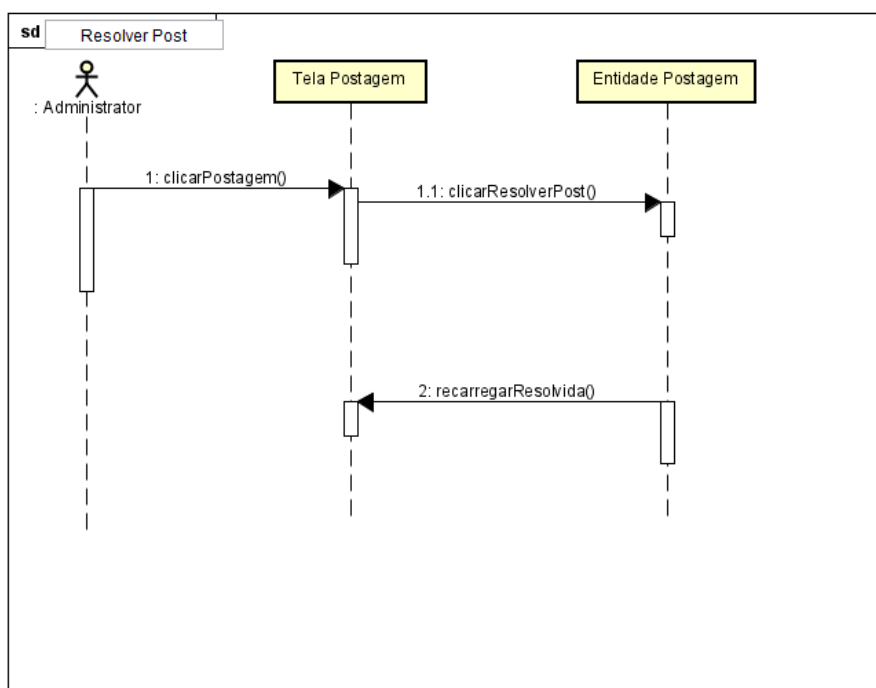 sd Resolver Post
: Administrator
Tela Postagem
Entidade Postagem
1: clicarPostagem()
1.1: clicarResolverPost()
2: recarregarResolvida()